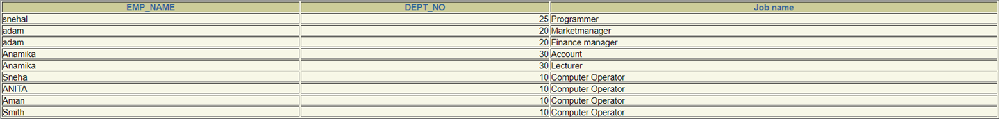 EMP_NAME DEPT_NO Job name
snehal 25 Programmer
adam 20 Marketmanager
adam 20 Finance manager
Anamika 30 Account
Anamika 30 Lecturer
Sneha 10 Computer Operator
ANITA 10 Computer Operator
Aman 10 Computer Operator
Smith 10 Computer Operator